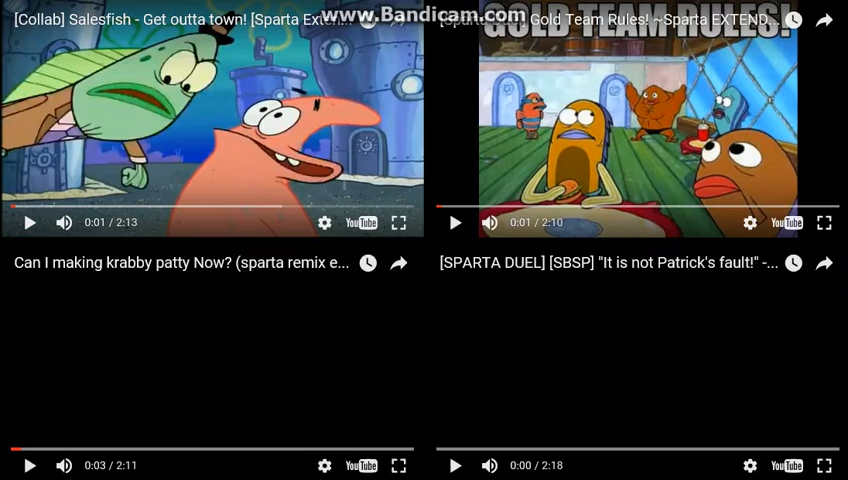 [Collab] Salesfish - Get outta town! [Sparta Exten...
www.Bandicam.com
Gold Team Rules! ~Sparta EXTEND...
GOLD TEAM RULES!
0:01 / 2:13
YouTube
0:01 / 2:10
YouTube
Can I making krabby patty Now? (sparta remix e...
[SPARTA DUEL] [SBSP] "It is not Patrick's fault!" -...
0:03 / 2:11
YouTube
0:00 / 2:18
YouTube